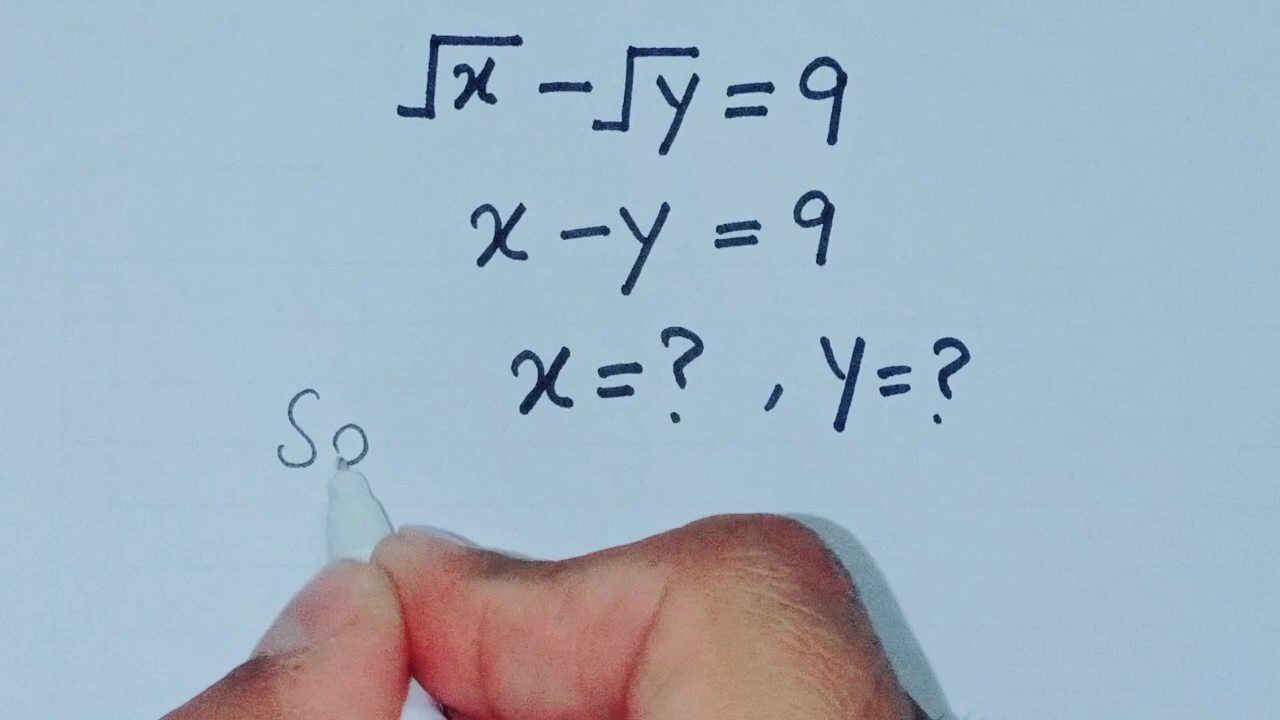 √x - √y = 9
x - y = 9
x = ? , y = ?
So